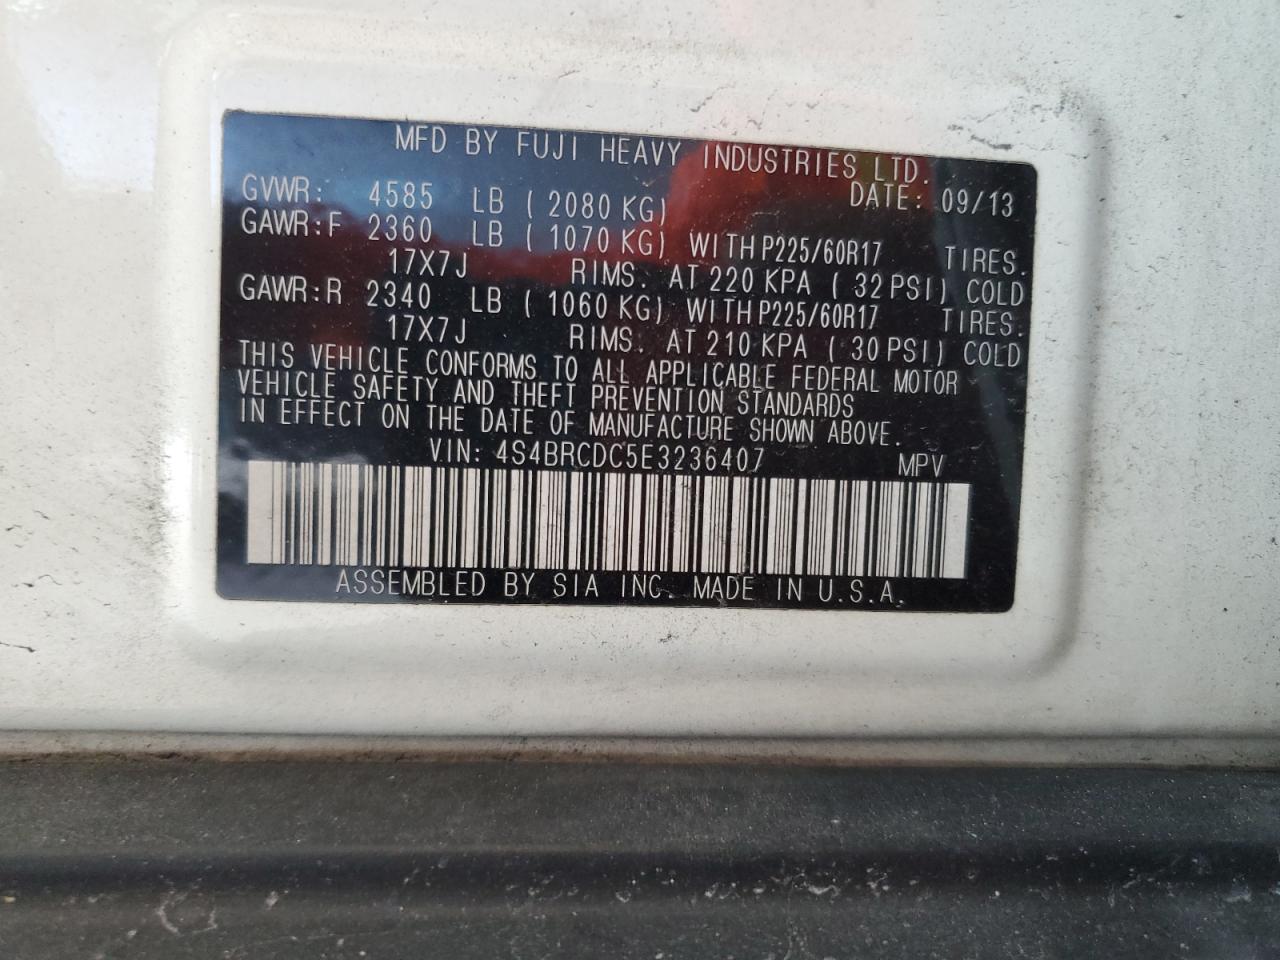 MFD BY FUJI HEAVY INDUSTRIES LTD.
DATE: 09/13
GVWR: 4585 LB ( 2080 KG)
GAWR:F 2360 LB ( 1070 KG) WITH P225/60R17 TIRES.
17X7J RIMS. AT 220 KPA ( 32 PSI) COLD
GAWR:R 2340 LB ( 1060 KG) WITH P225/60R17 TIRES.
17X7J RIMS. AT 210 KPA ( 30 PSI) COLD
THIS VEHICLE CONFORMS TO ALL APPLICABLE FEDERAL MOTOR
VEHICLE SAFETY AND THEFT PREVENTION STANDARDS
IN EFFECT ON THE DATE OF MANUFACTURE SHOWN ABOVE.
VIN: 4S4BRCDC5E3236407 MPV
ASSEMBLED BY SIA INC. MADE IN U.S.A.